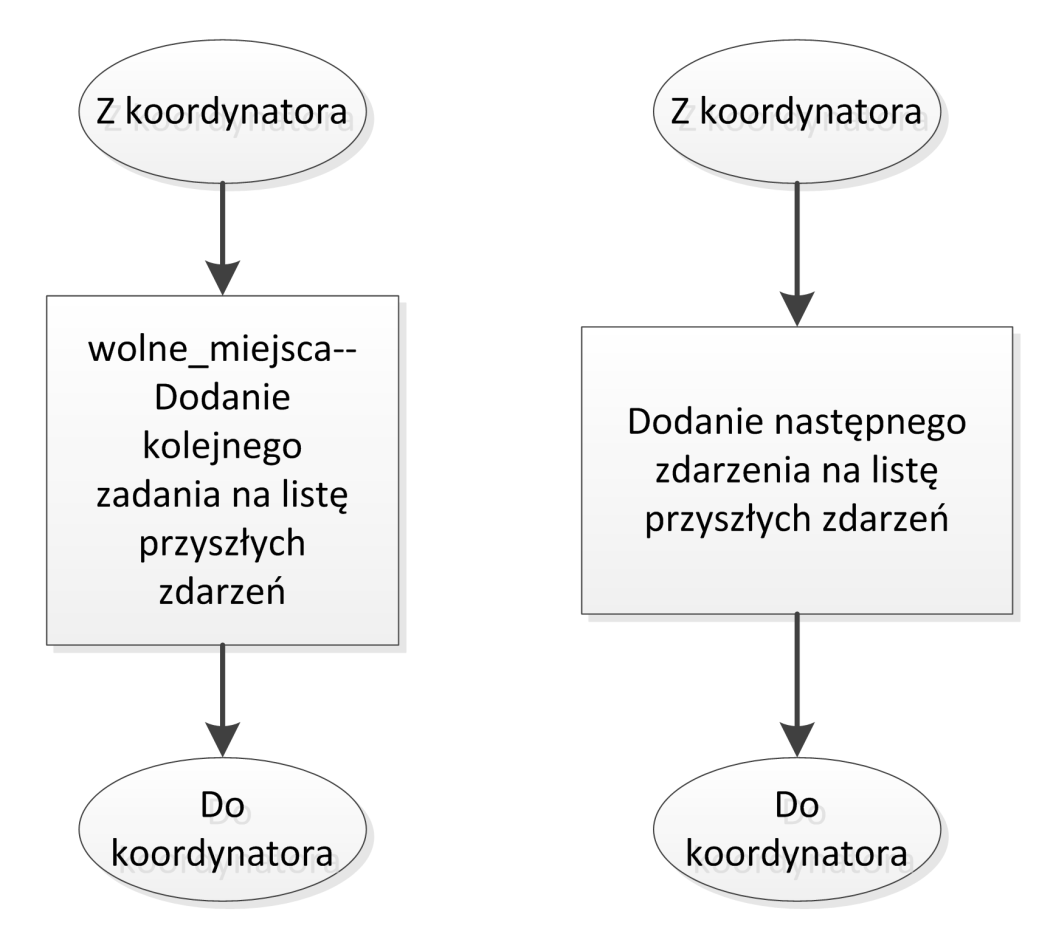 Z koordynatora
wolne_miejsca--
Dodanie
kolejnego
zadania na listę
przyszłych
zdarzeń
Do
koordynatora
Z koordynatora
Dodanie następnego
zdarzenia na listę
przyszłych zdarzeń
Do
koordynatora